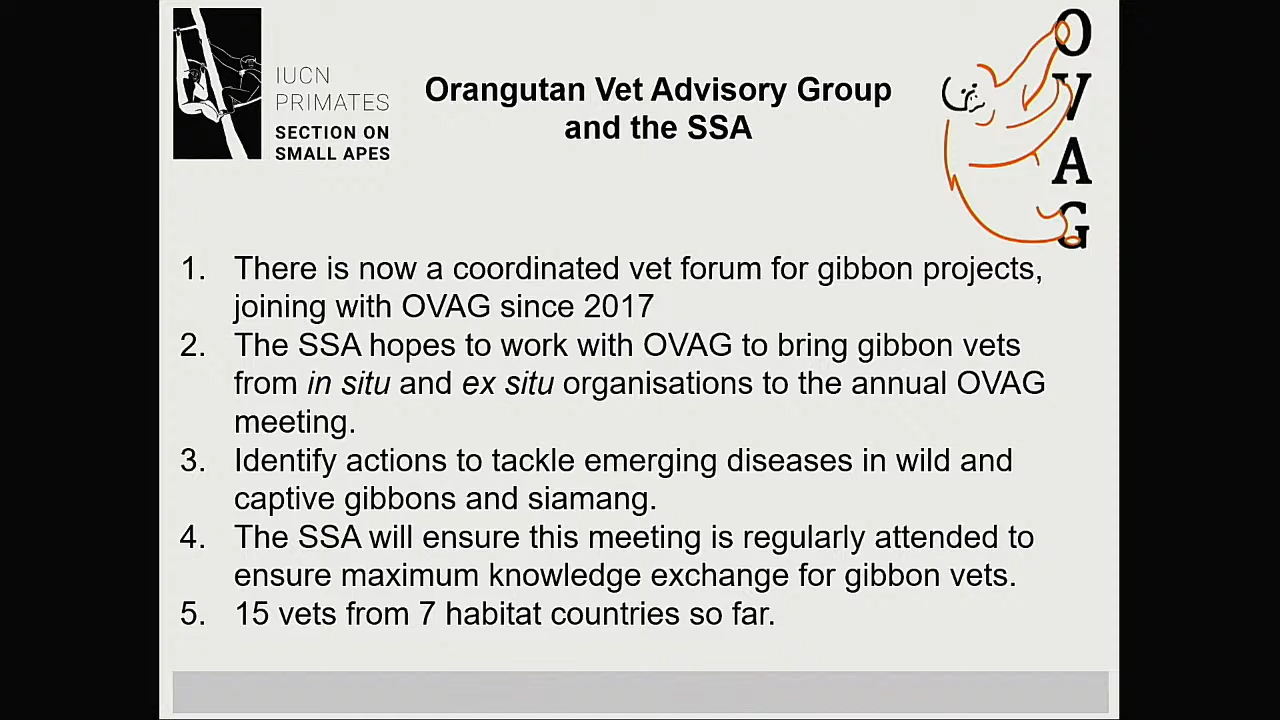 IUCN
PRIMATES
SECTION ON
SMALL APES
Orangutan Vet Advisory Group
and the SSA
O
V
A
G
1. There is now a coordinated vet forum for gibbon projects,
joining with OVAG since 2017
2. The SSA hopes to work with OVAG to bring gibbon vets
from in situ and ex situ organisations to the annual OVAG
meeting.
3. Identify actions to tackle emerging diseases in wild and
captive gibbons and siamang.
4. The SSA will ensure this meeting is regularly attended to
ensure maximum knowledge exchange for gibbon vets.
5. 15 vets from 7 habitat countries so far.